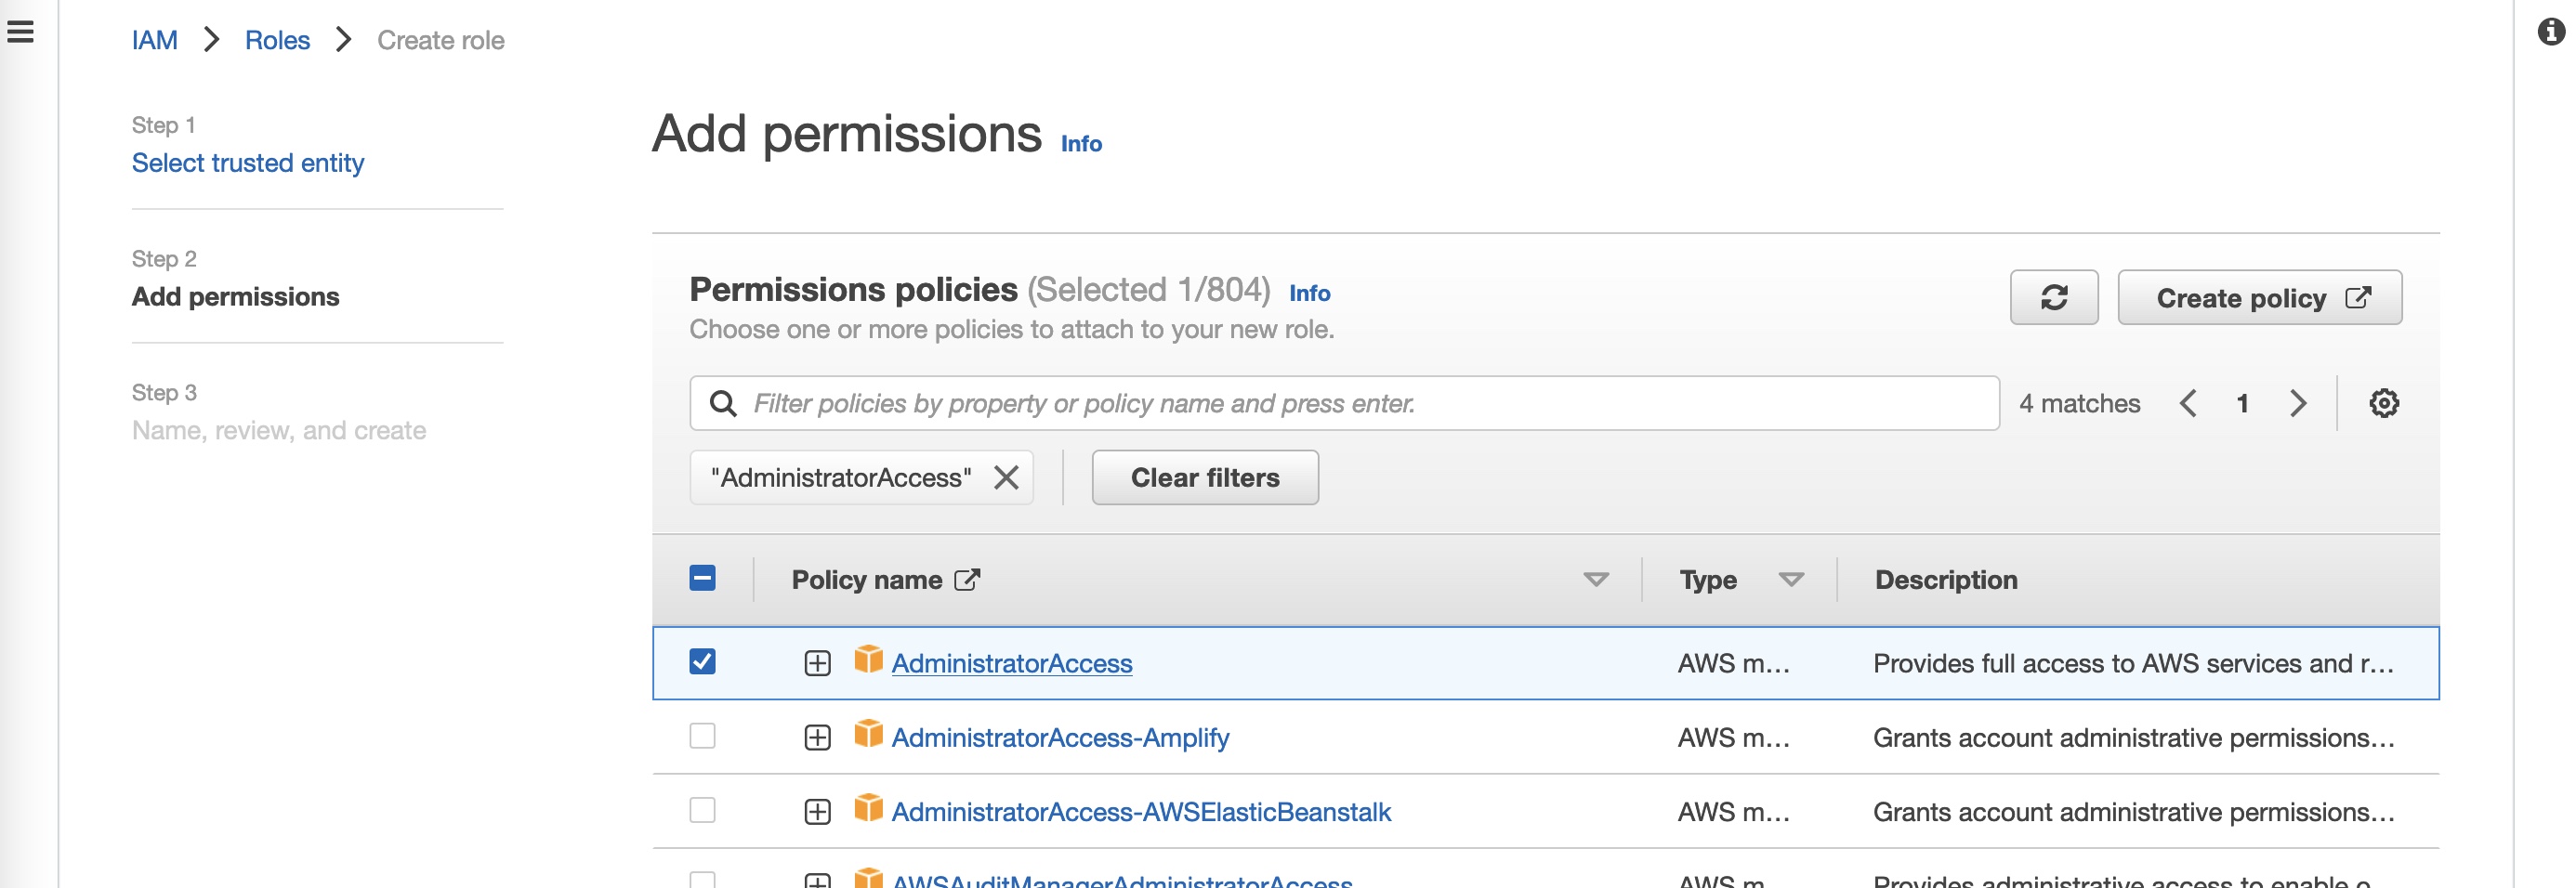 IAM > Roles > Create role
Step 1
Select trusted entity
Step 2
Add permissions
Step 3
Name, review, and create
Add permissions Info
Permissions policies (Selected 1/804) Info
Choose one or more policies to attach to your new role.
Create policy
Filter policies by property or policy name and press enter.
4 matches 1
"AdministratorAccess"
Clear filters
Policy name Type Description
AdministratorAccess AWS m... Provides full access to AWS services and r...
AdministratorAccess-Amplify AWS m... Grants account administrative permissions...
AdministratorAccess-AWSElasticBeanstalk AWS m... Grants account administrative permissions...
AWSAuditManagerAdministratorAccess AWS m... Provides administrative access to enable o...